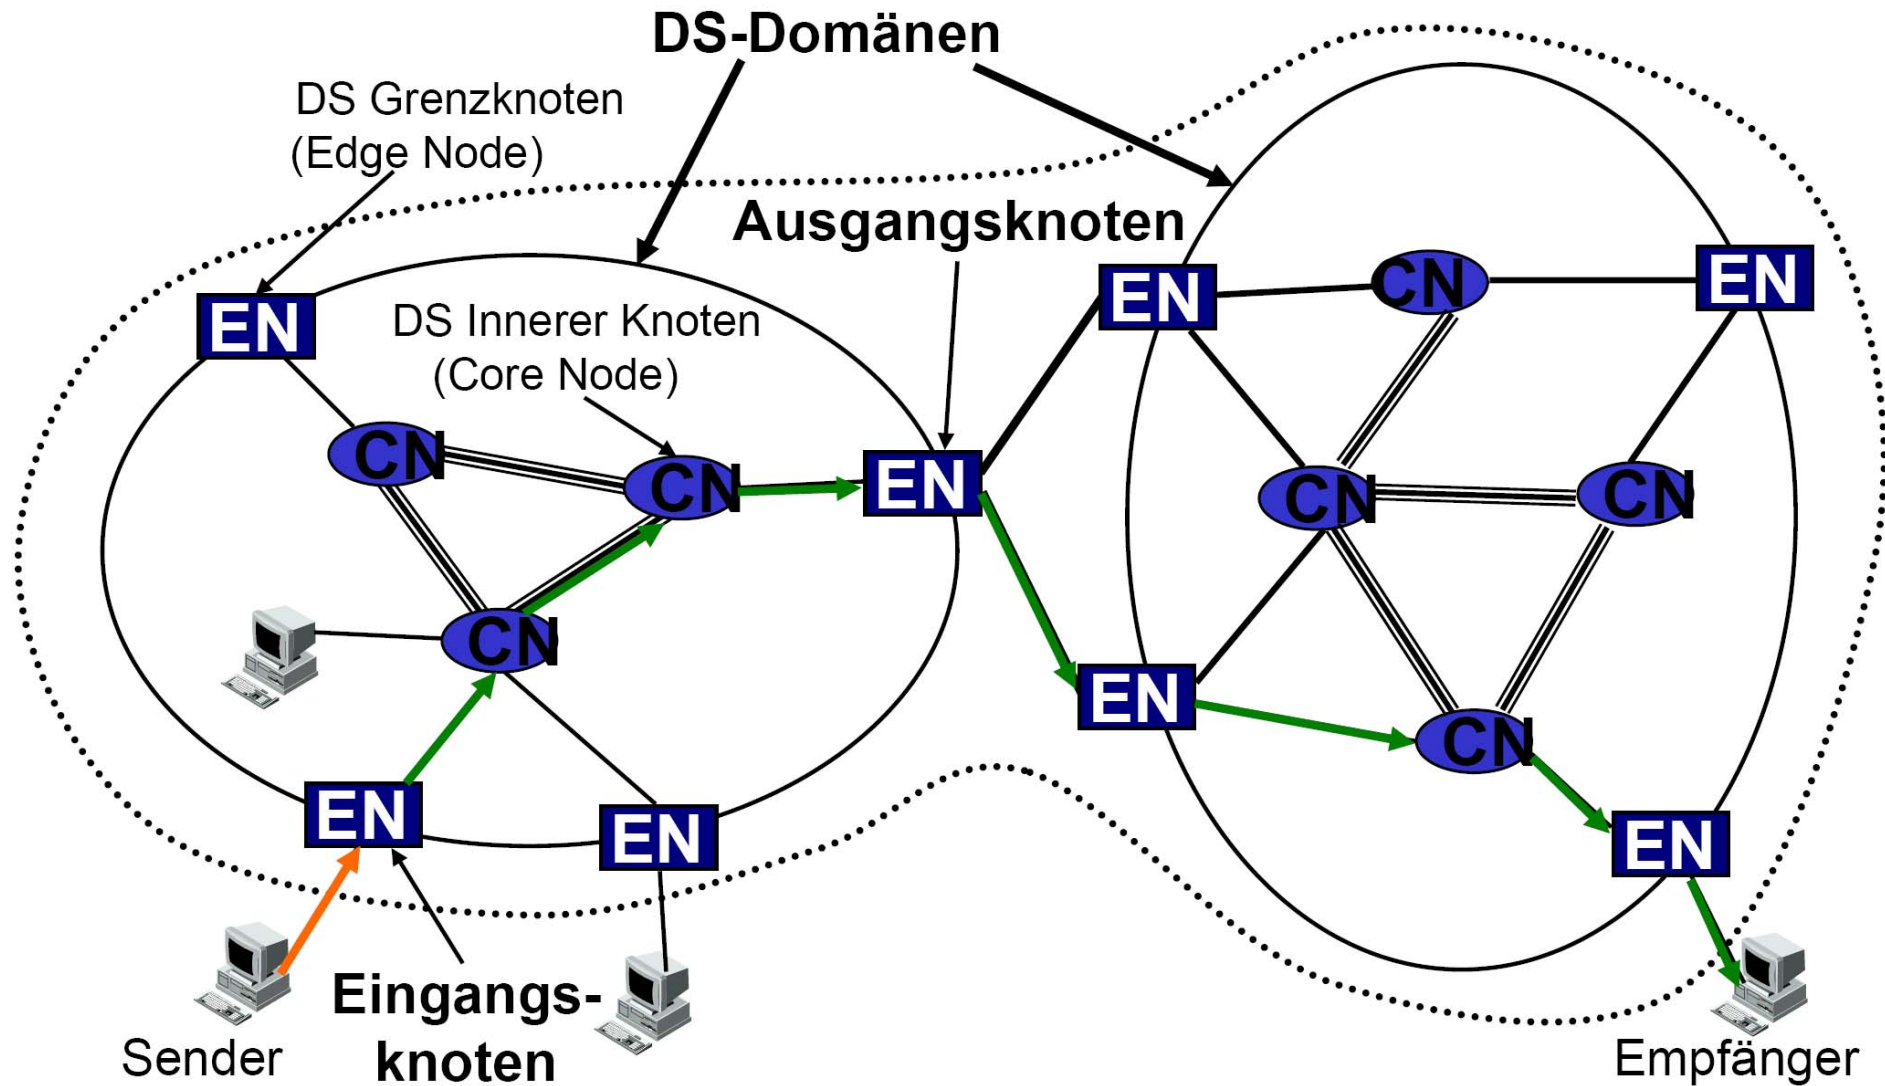 DS-Domänen
DS Grenzknoten
(Edge Node)
Ausgangsknoten
EN
CN
EN
EN
EN
DS Innerer Knoten
(Core Node)
CN
CN
EN
CN
CN
CN
EN
CN
EN
EN
EN
Eingangs-
knoten
Sender
Empfänger